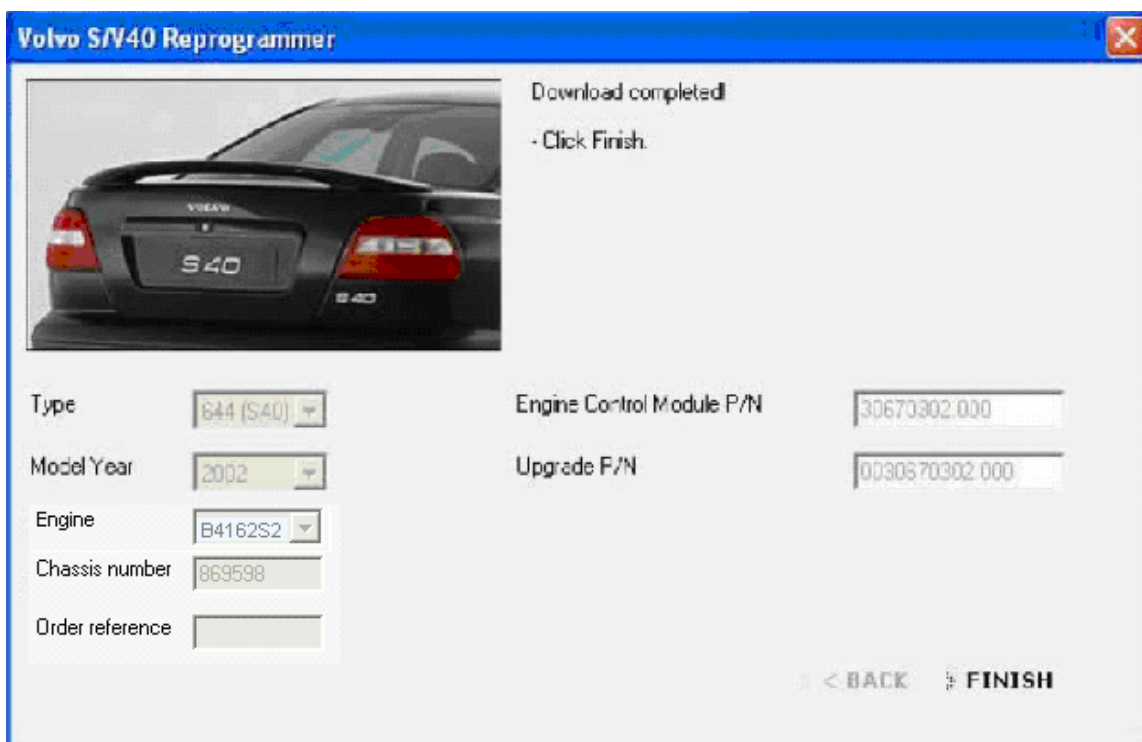 Volvo S/V40 Reprogrammer
Download completed!
- Click Finish.
VOLVO
S40
S40
Type
644 (S40)
Engine Control Module P/N
30670302.000
Model Year
2002
Upgrade P/N
0030670302.000
Engine
B4162S2
Chassis number
869598
Order reference
< BACK
FINISH